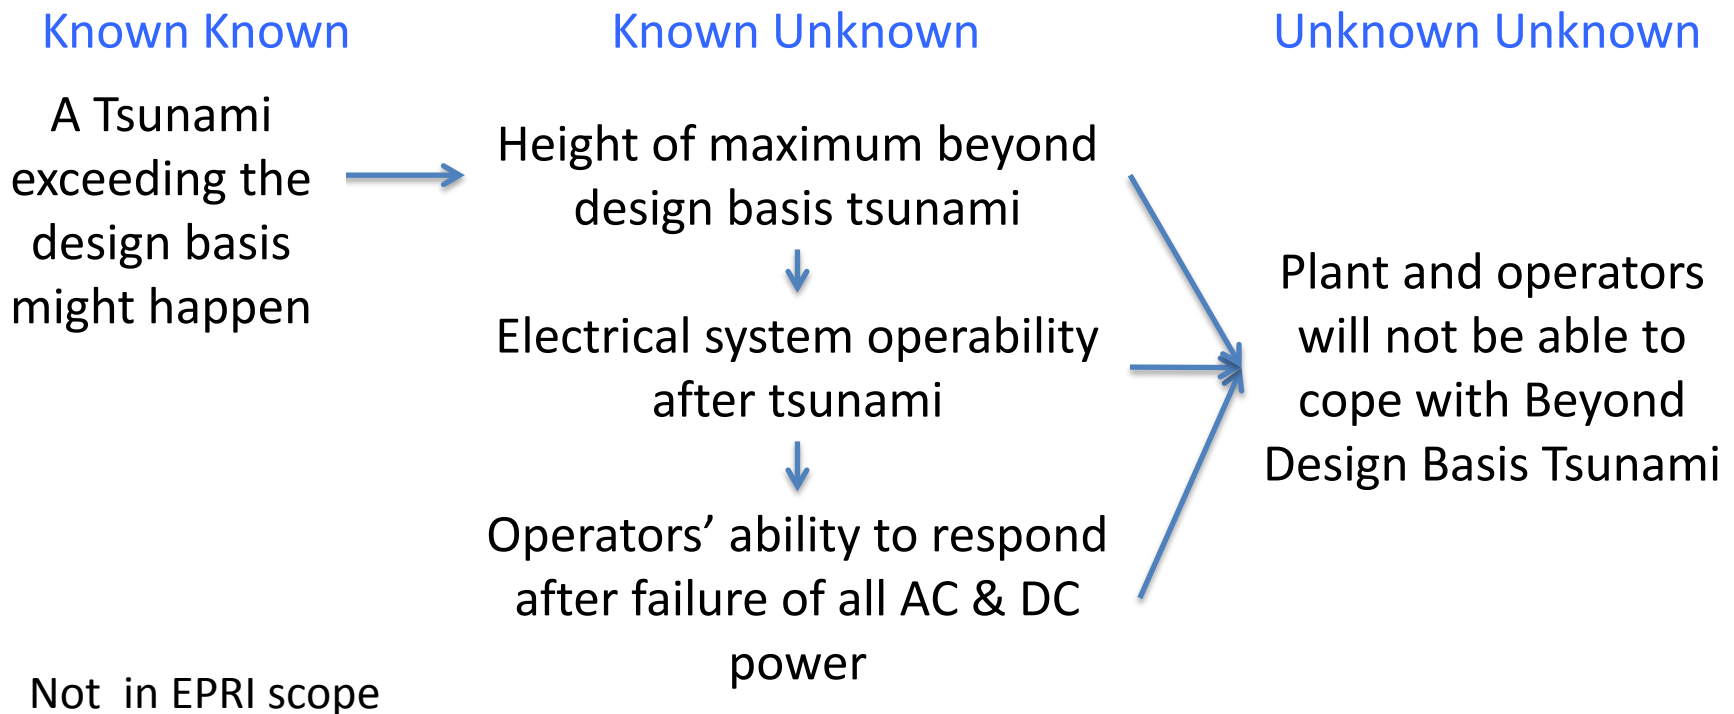 Known Known
Known Unknown
Unknown Unknown
A Tsunami
exceeding the
design basis
might happen
Height of maximum beyond
design basis tsunami
Electrical system operability
after tsunami
Operators’ ability to respond
after failure of all AC & DC
power
Plant and operators
will not be able to
cope with Beyond
Design Basis Tsunami
Not in EPRI scope